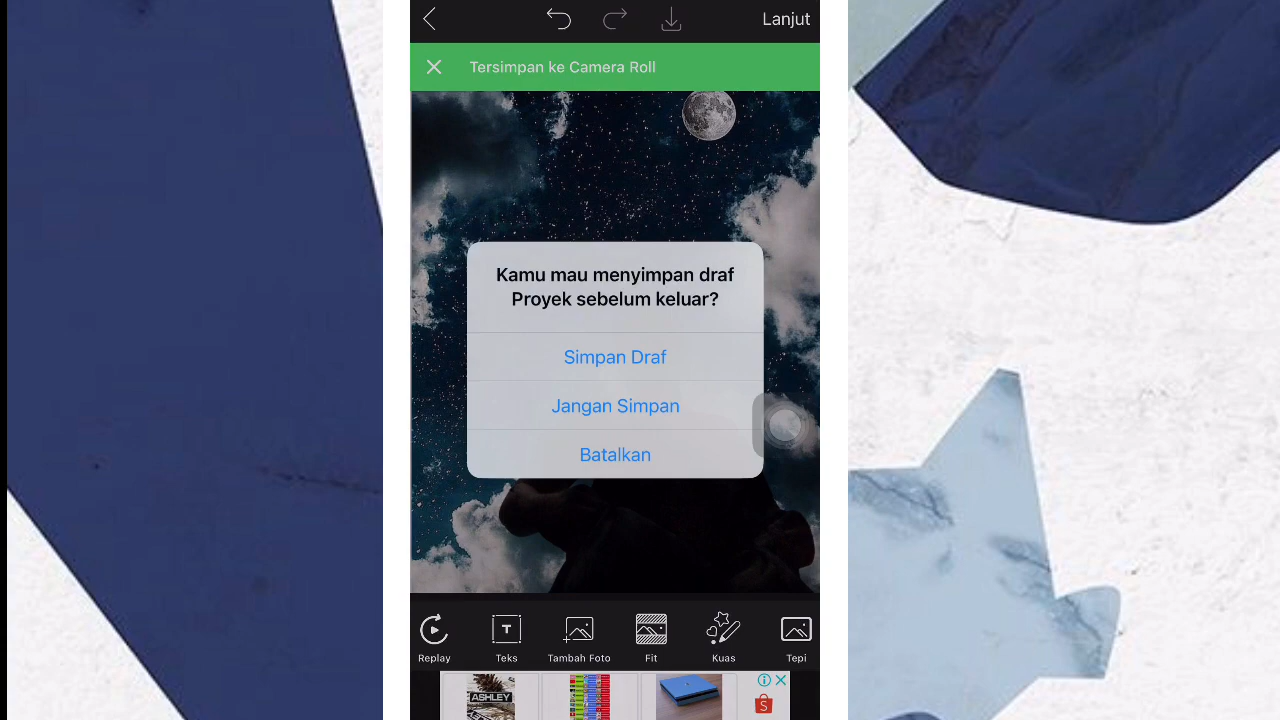 Lanjut
Tersimpan ke Camera Roll
Kamu mau menyimpan draf
Proyek sebelum keluar?
Simpan Draf
Jangan Simpan
Batalkan
Replay
Teks
Tambah Foto
Fit
Kuas
Tepi
ASHLEY